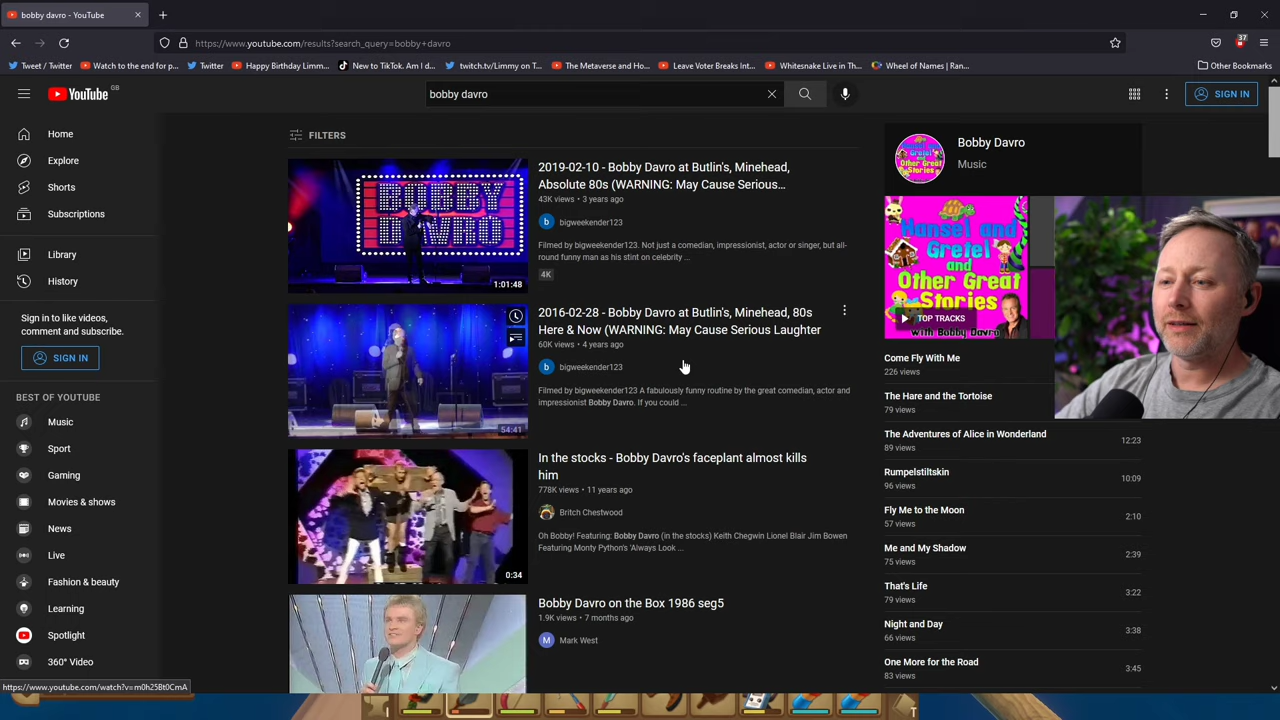 bobby davro - YouTube
https://www.youtube.com/results?search_query=bobby+davro
37
Tweet / Twitter
Watch to the end for p...
Twitter
Happy Birthday Limm...
New to TikTok. Am I d...
twitch.tv/Limmy on T...
The Metaverse and Ho...
Leave Voter Breaks Int...
Whitesnake Live in Th...
Wheel of Names | Ran...
Other Bookmarks
YouTube GB
bobby davro
SIGN IN
Home
Explore
Shorts
Subscriptions
Library
History
Sign in to like videos,
comment and subscribe.
SIGN IN
BEST OF YOUTUBE
Music
Sport
Gaming
Movies & shows
News
Live
Fashion & beauty
Learning
Spotlight
360° Video
https://www.youtube.com/watch?v=m0h25Bt0CmA
FILTERS
BOBBY
DAVRO
1:01:48
2019-02-10 - Bobby Davro at Butlin's, Minehead,
Absolute 80s (WARNING: May Cause Serious...
43K views • 3 years ago
b bigweekender123
Filmed by bigweekender123. Not just a comedian, impressionist, actor or singer, but all-
round funny man as his stint on celebrity ...
4K
54:41
2016-02-28 - Bobby Davro at Butlin's, Minehead, 80s
Here & Now (WARNING: May Cause Serious Laughter
60K views • 4 years ago
b bigweekender123
Filmed by bigweekender123 A fabulously funny routine by the great comedian, actor and
impressionist Bobby Davro. If you could ...
0:34
In the stocks - Bobby Davro's faceplant almost kills
him
778K views • 11 years ago
Britch Chestwood
Oh Bobby! Featuring: Bobby Davro (in the stocks) Keith Chegwin Lionel Blair Jim Bowen
Featuring Monty Python's 'Always Look ...
Bobby Davro on the Box 1986 seg5
1.9K views • 7 months ago
M Mark West
Bobby Davro
Music
Hansel and
Gretel
and
Other Great
Stories
with Bobby Davro
TOP TRACKS
Come Fly With Me
226 views
The Hare and the Tortoise
79 views
The Adventures of Alice in Wonderland
89 views
12:23
Rumpelstiltskin
96 views
10:09
Fly Me to the Moon
57 views
2:10
Me and My Shadow
75 views
2:39
That's Life
79 views
3:22
Night and Day
66 views
3:38
One More for the Road
83 views
3:45
T